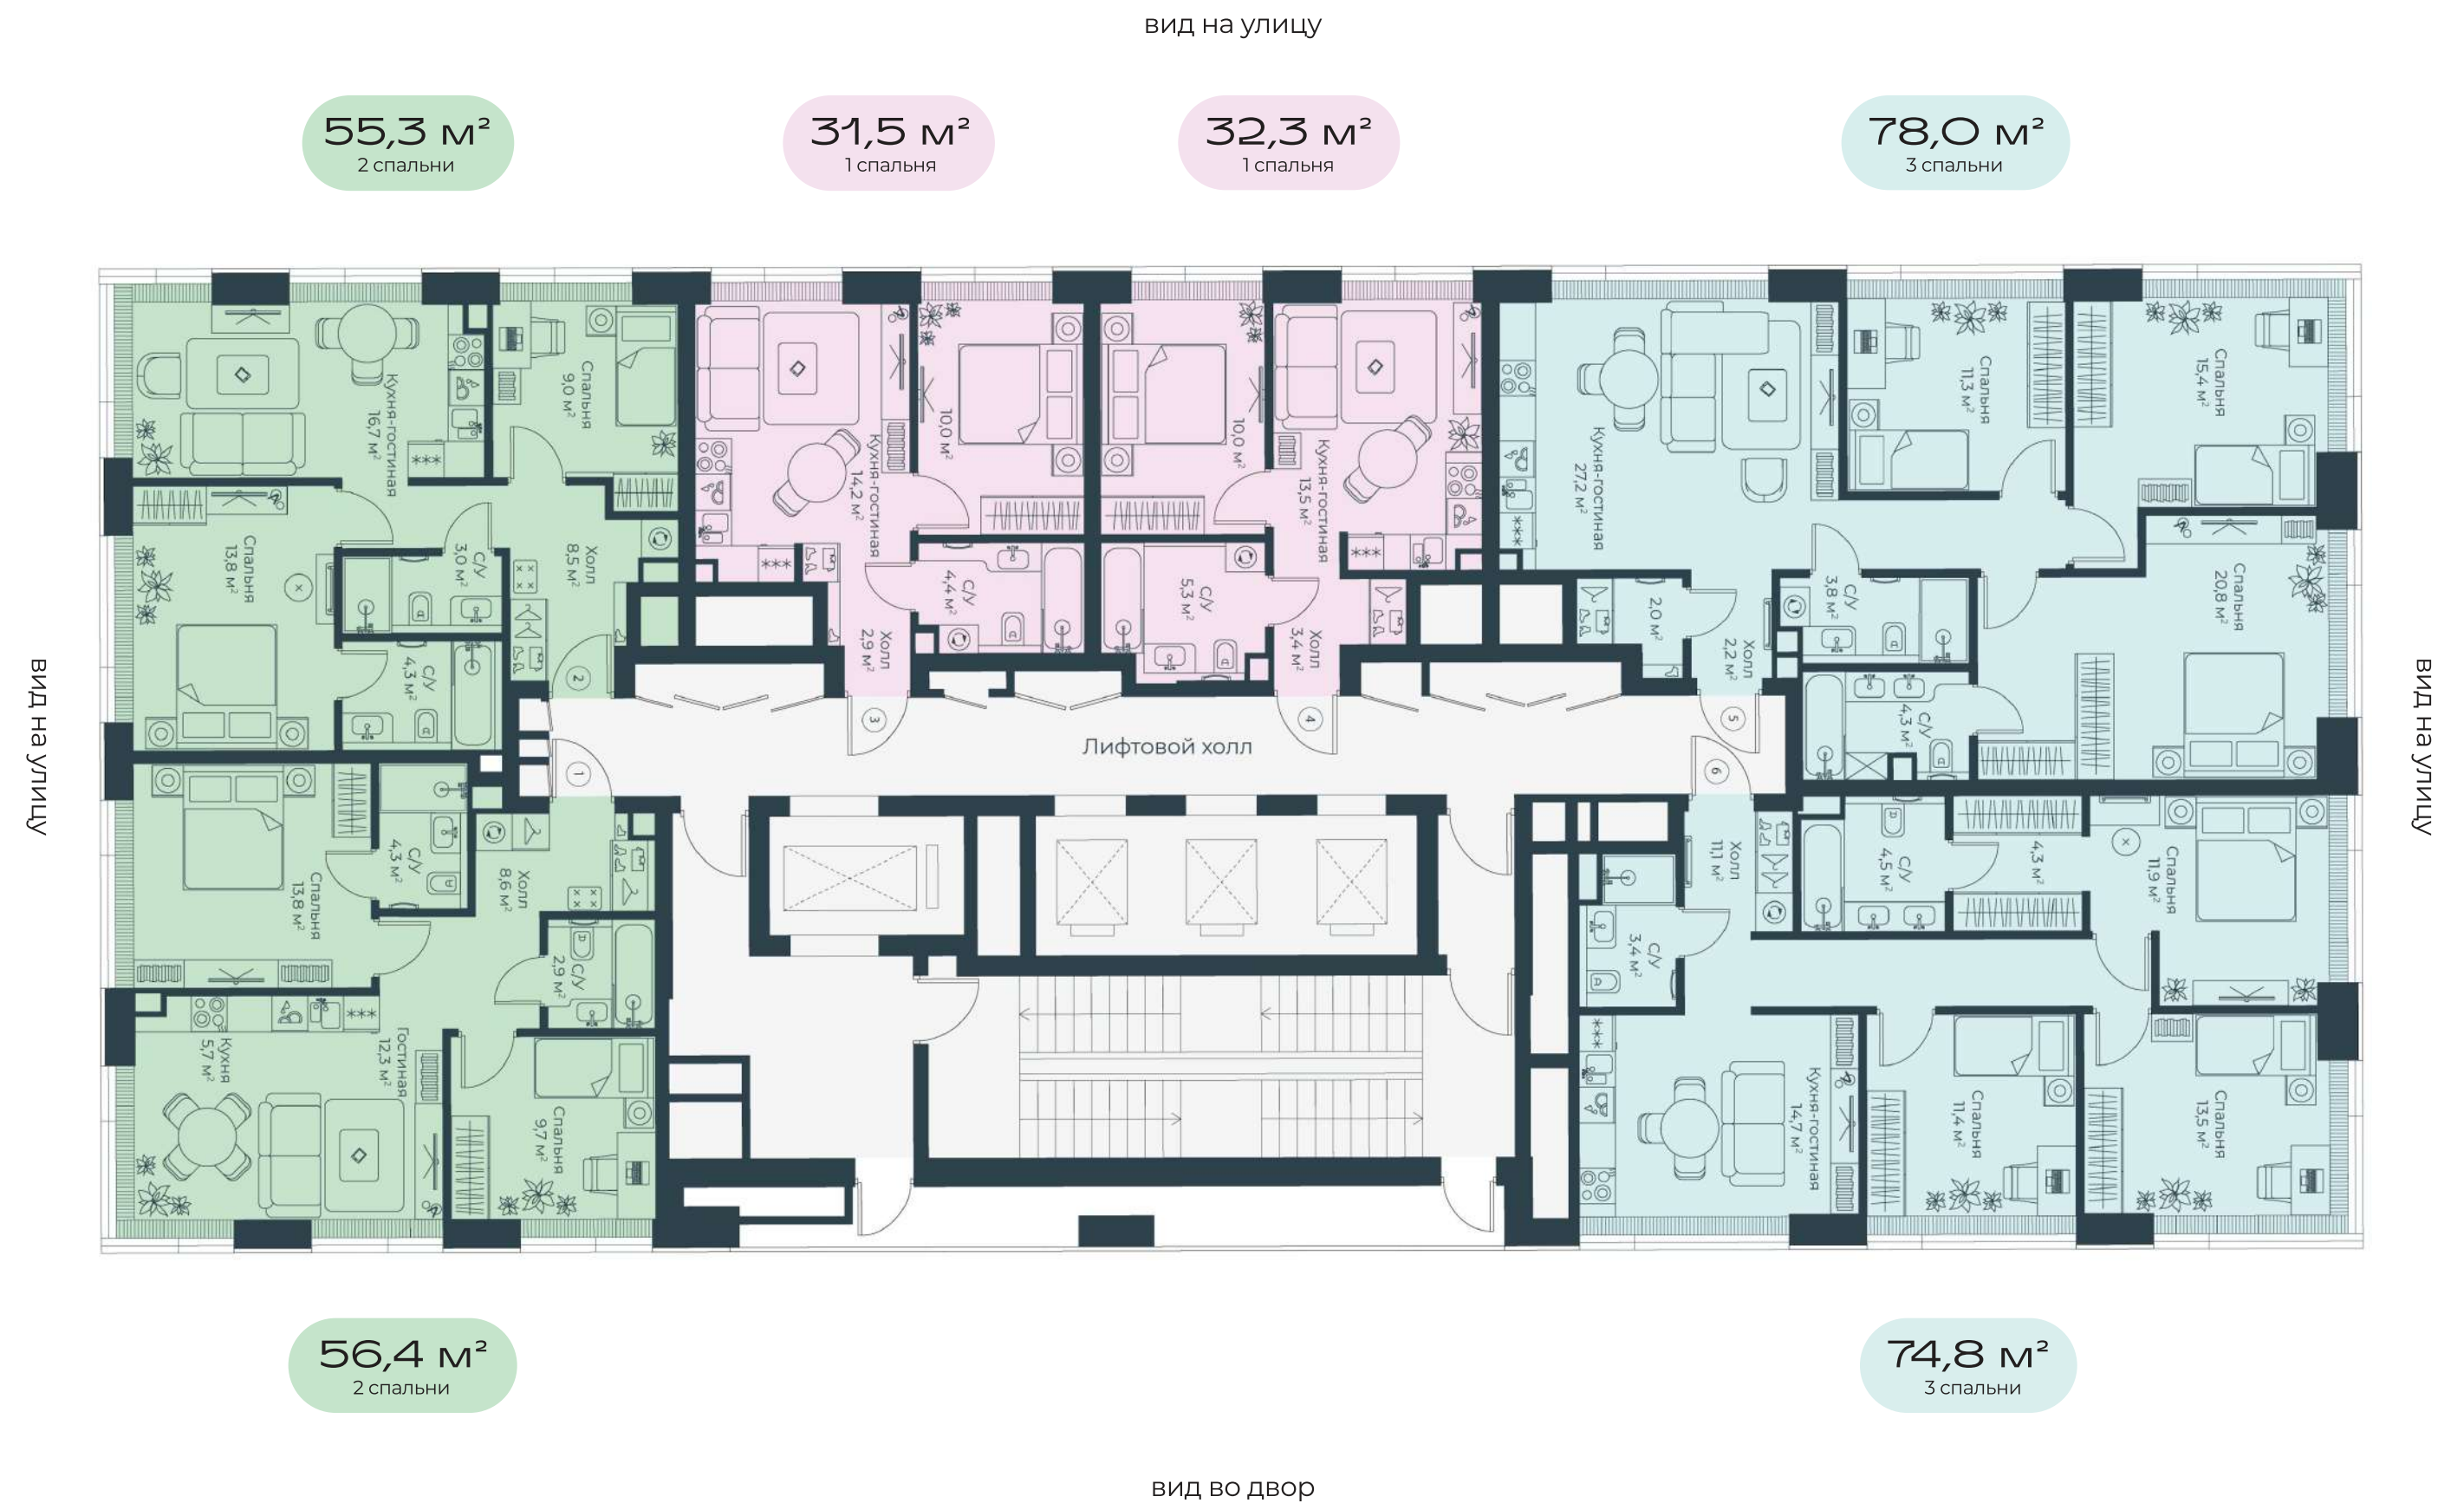 вид на улицу
55,3 м²
2 спальни
31,5 м²
1 спальня
32,3 м²
1 спальня
78,0 м²
3 спальни
Кухня-гостиная
16,7 м²
Спальня
9,0 м²
Кухня-гостиная
14,2 м²
10,0 м²
10,0 м²
Кухня-гостиная
13,5 м²
Кухня-гостиная
27,2 м²
Спальня
11,3 м²
Спальня
15,4 м²
Спальня
13,8 м²
С/У
3,0 м²
Холл
8,5 м²
С/У
4,3 м²
2
Холл
2,9 м²
С/У
4,4 м²
С/У
5,3 м²
Холл
3,4 м²
2,0 м²
Холл
2,2 м²
С/У
3,8 м²
С/У
4,3 м²
Спальня
20,8 м²
вид на улицу
3
4
5
Лифтовой холл
1
6
вид на улицу
Спальня
13,8 м²
С/У
4,3 м²
Холл
8,6 м²
С/У
2,9 м²
Кухня
5,7 м²
Гостиная
12,3 м²
Спальня
9,7 м²
Холл
11,1 м²
С/У
3,4 м²
С/У
4,5 м²
4,3 м²
Спальня
11,9 м²
Кухня-гостиная
14,7 м²
Спальня
11,4 м²
Спальня
13,5 м²
56,4 м²
2 спальни
74,8 м²
3 спальни
вид во двор